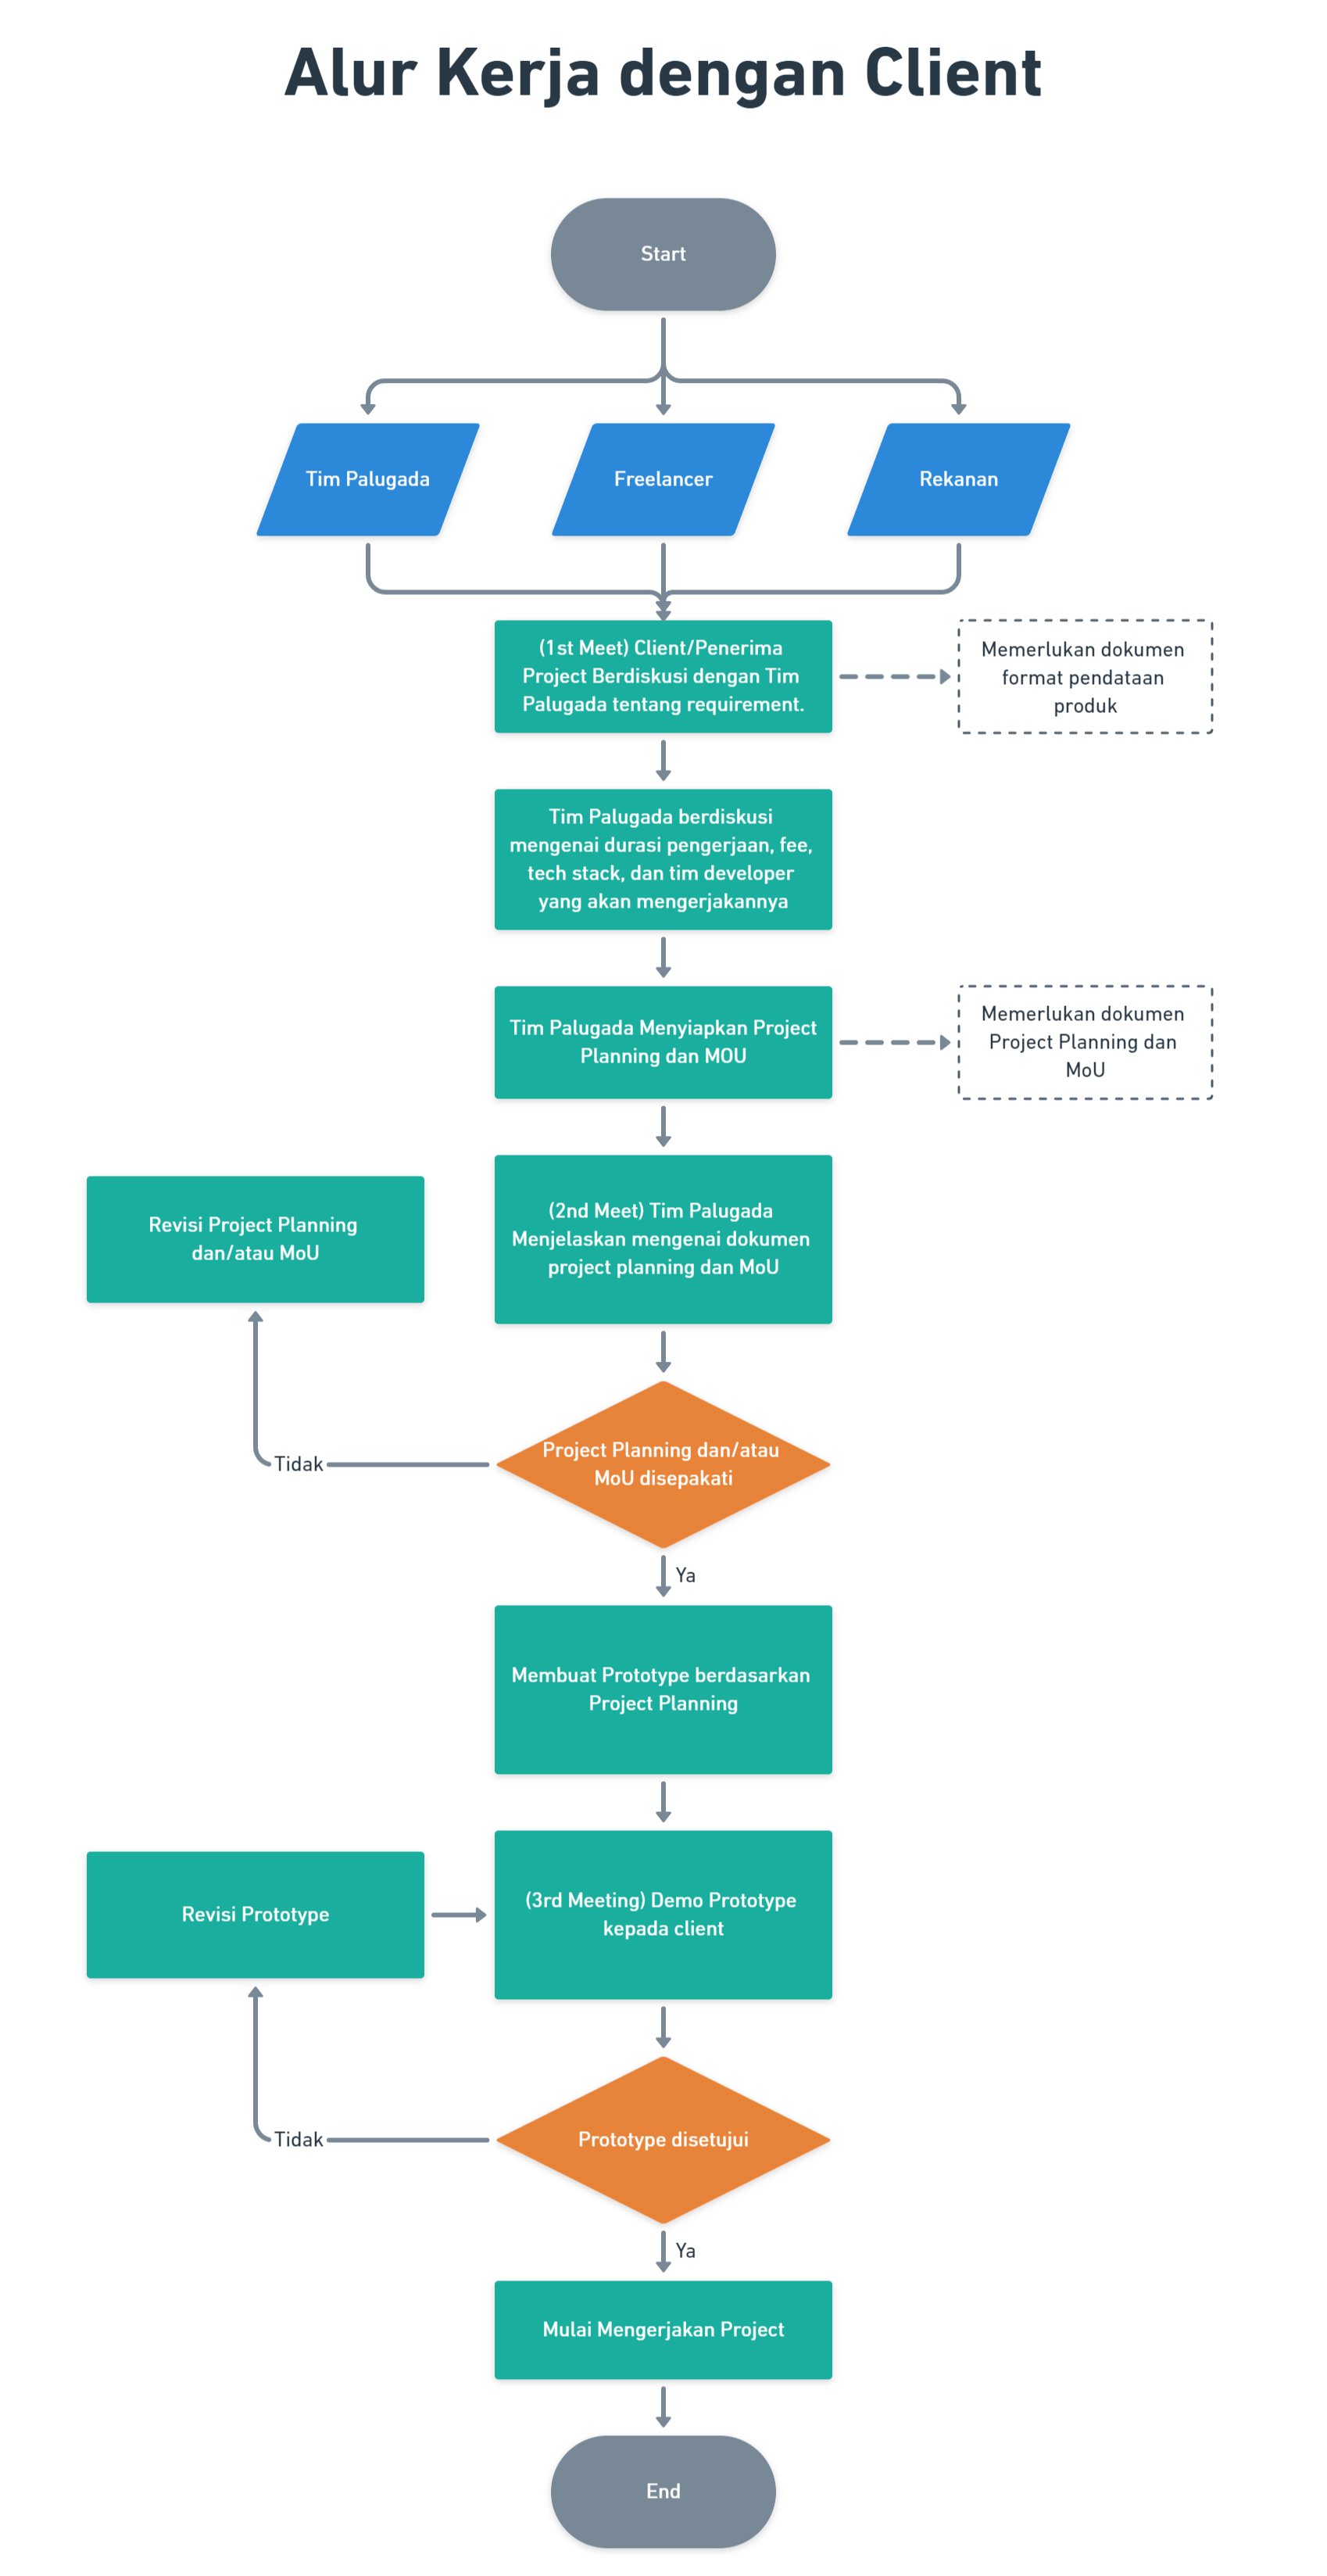 Alur Kerja dengan Client
Start
Tim Palugada
Freelancer
Rekanan
(1st Meet) Client/Penerima
Project Berdiskusi dengan Tim
Palugada tentang requirement.
Memerlukan dokumen
format pendataan
produk
Tim Palugada berdiskusi
mengenai durasi pengerjaan, fee,
tech stack, dan tim developer
yang akan mengerjakannya
Tim Palugada Menyiapkan Project
Planning dan MOU
Memerlukan dokumen
Project Planning dan
MoU
Revisi Project Planning
dan/atau MoU
(2nd Meet) Tim Palugada
Menjelaskan mengenai dokumen
project planning dan MoU
Project Planning dan/atau
MoU disepakati
Tidak
Ya
Membuat Prototype berdasarkan
Project Planning
Revisi Prototype
(3rd Meeting) Demo Prototype
kepada client
Prototype disetujui
Tidak
Ya
Mulai Mengerjakan Project
End